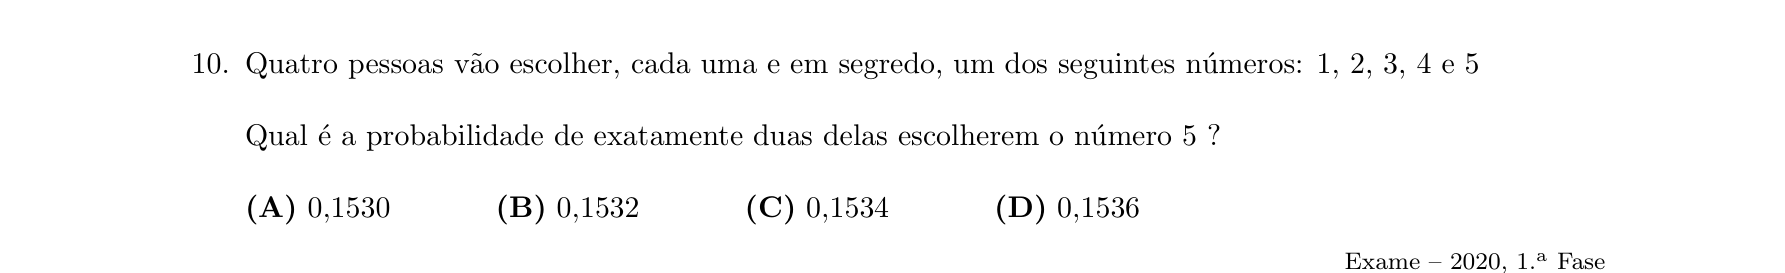 10. Quatro pessoas vão escolher, cada uma e em segredo, um dos seguintes números: 1, 2, 3, 4 e 5
Qual é a probabilidade de exatamente duas delas escolherem o número 5 ?
(A) 0,1530 (B) 0,1532 (C) 0,1534 (D) 0,1536
Exame – 2020, 1.ª Fase